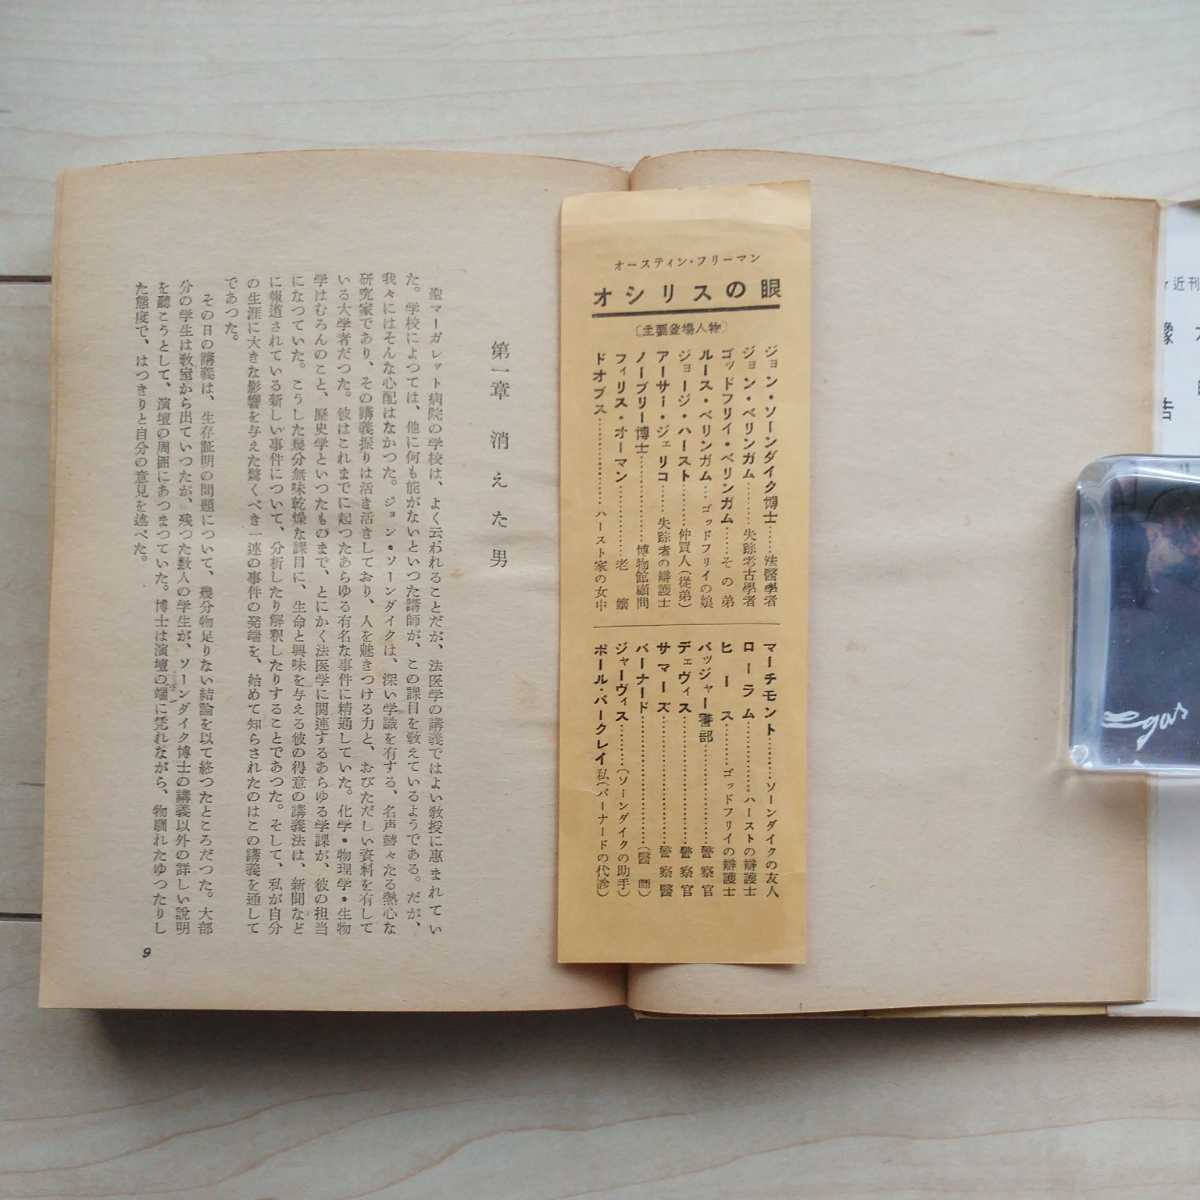 近刊
予告
オースティン・フリーマン
オシリスの眼
〔主要登場人物〕
ジョン・ソーンダイク博士……法醫學者
ジョン・ベリンガム……失踪考古學者
ゴッドフリイ・ベリンガム……その弟
ルース・ベリンガム…ゴッドフリイの娘
ジョージ・ハースト……仲買人(従弟)
アーサー・ジェリコ……失踪者の辯護士
ノーブリー博士……博物館顧問
フィリス・オーマン……老嬢
ドオブス……ハースト家の女中
マーチモント……ソーンダイクの友人
ローラム……ハーストの辯護士
ヒース……ゴッドフリイの辯護士
バッジャー警部……警察官
デェヴィス……警察官
サマーズ……警察醫
バーナード……(醫師)
ジャーヴィス……(ソーンダイクの助手)
ポール・バークレイ私(バーナードの代診)
第一章 消えた男
聖マーガレット病院の学校は、よく云われることだが、法医学の講義ではよい教授に惠まれてい
た。学校によつては、他に何も能がないといつた講師が、この課目を教えているようである。だが、
我々にはそんな心配はなかつた。ジョン・ソーンダイクは、深い学識を有する、名声赫々たる熱心な
研究家であり、その講義振りは活き活きしており、人を魅きつける力と、おびただしい資料を有して
いる大学者だつた。彼はこれまでに起つたあらゆる有名な事件に精通していた。化学・物理学・生物
学はむろんのこと、歴史学といつたものまで、とにかく法医学に関連するあらゆる学課が、彼の担当
になつていた。こうした幾分無味乾燥な課目に、生命と興味を与える彼の得意の講義法は、新聞など
に報道されている新しい事件について、分析したり解釈したりすることであつた。そして、私が自分
の生涯に大きな影響を与えた驚くべき一連の事件の発端を、始めて知らされたのはこの講義を通して
であつた。
その日の講義は、生存証明の問題について、幾分物足りない結論を以て終つたところだつた。大部
分の学生は教室から出ていつたが、残つた数人の学生が、ソーンダイク博士の講義以外の詳しい説明
を聽こうとして、演壇の周囲にあつまつていた。博士は演壇の端に凭れながら、物馴れたゆつたりし
た態度で、はつきりと自分の意見を述べた。
9